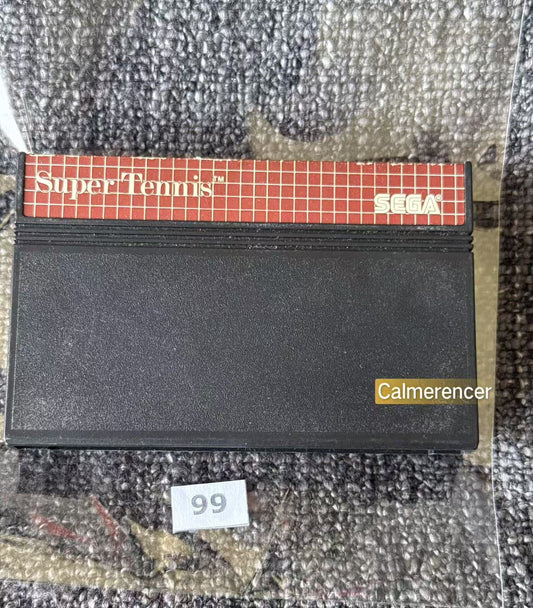 Super Tennis™
SEGA®
Calmerencer
99